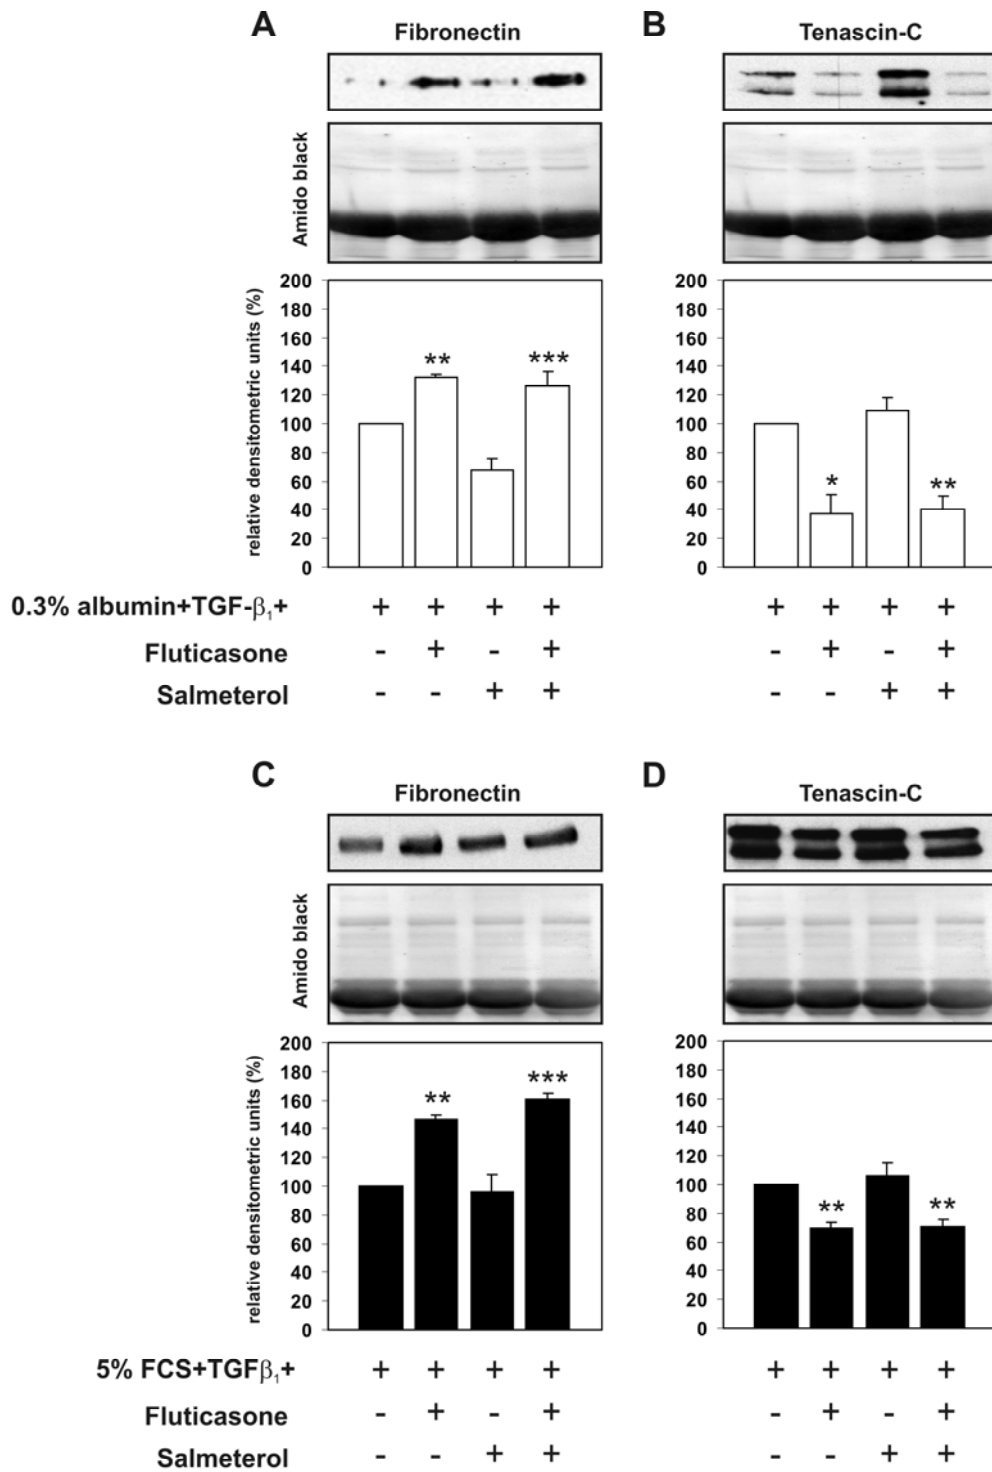 A
Fibronectin
B
Tenascin-C
Amido black
relative densitometric units (%)
200
180
160
140
120
100
80
60
40
20
0
**
***
200
180
160
140
120
100
80
60
40
20
0
*
**
0.3% albumin+TGF-β₁+ + + + + + + + +
Fluticasone - + - + - + - +
Salmeterol - - + + - - + +
C
Fibronectin
D
Tenascin-C
Amido black
relative densitometric units (%)
200
180
160
140
120
100
80
60
40
20
0
**
***
200
180
160
140
120
100
80
60
40
20
0
**
**
5% FCS+TGFβ₁+ + + + + + + + +
Fluticasone - + - + - + - +
Salmeterol - - + + - - + +